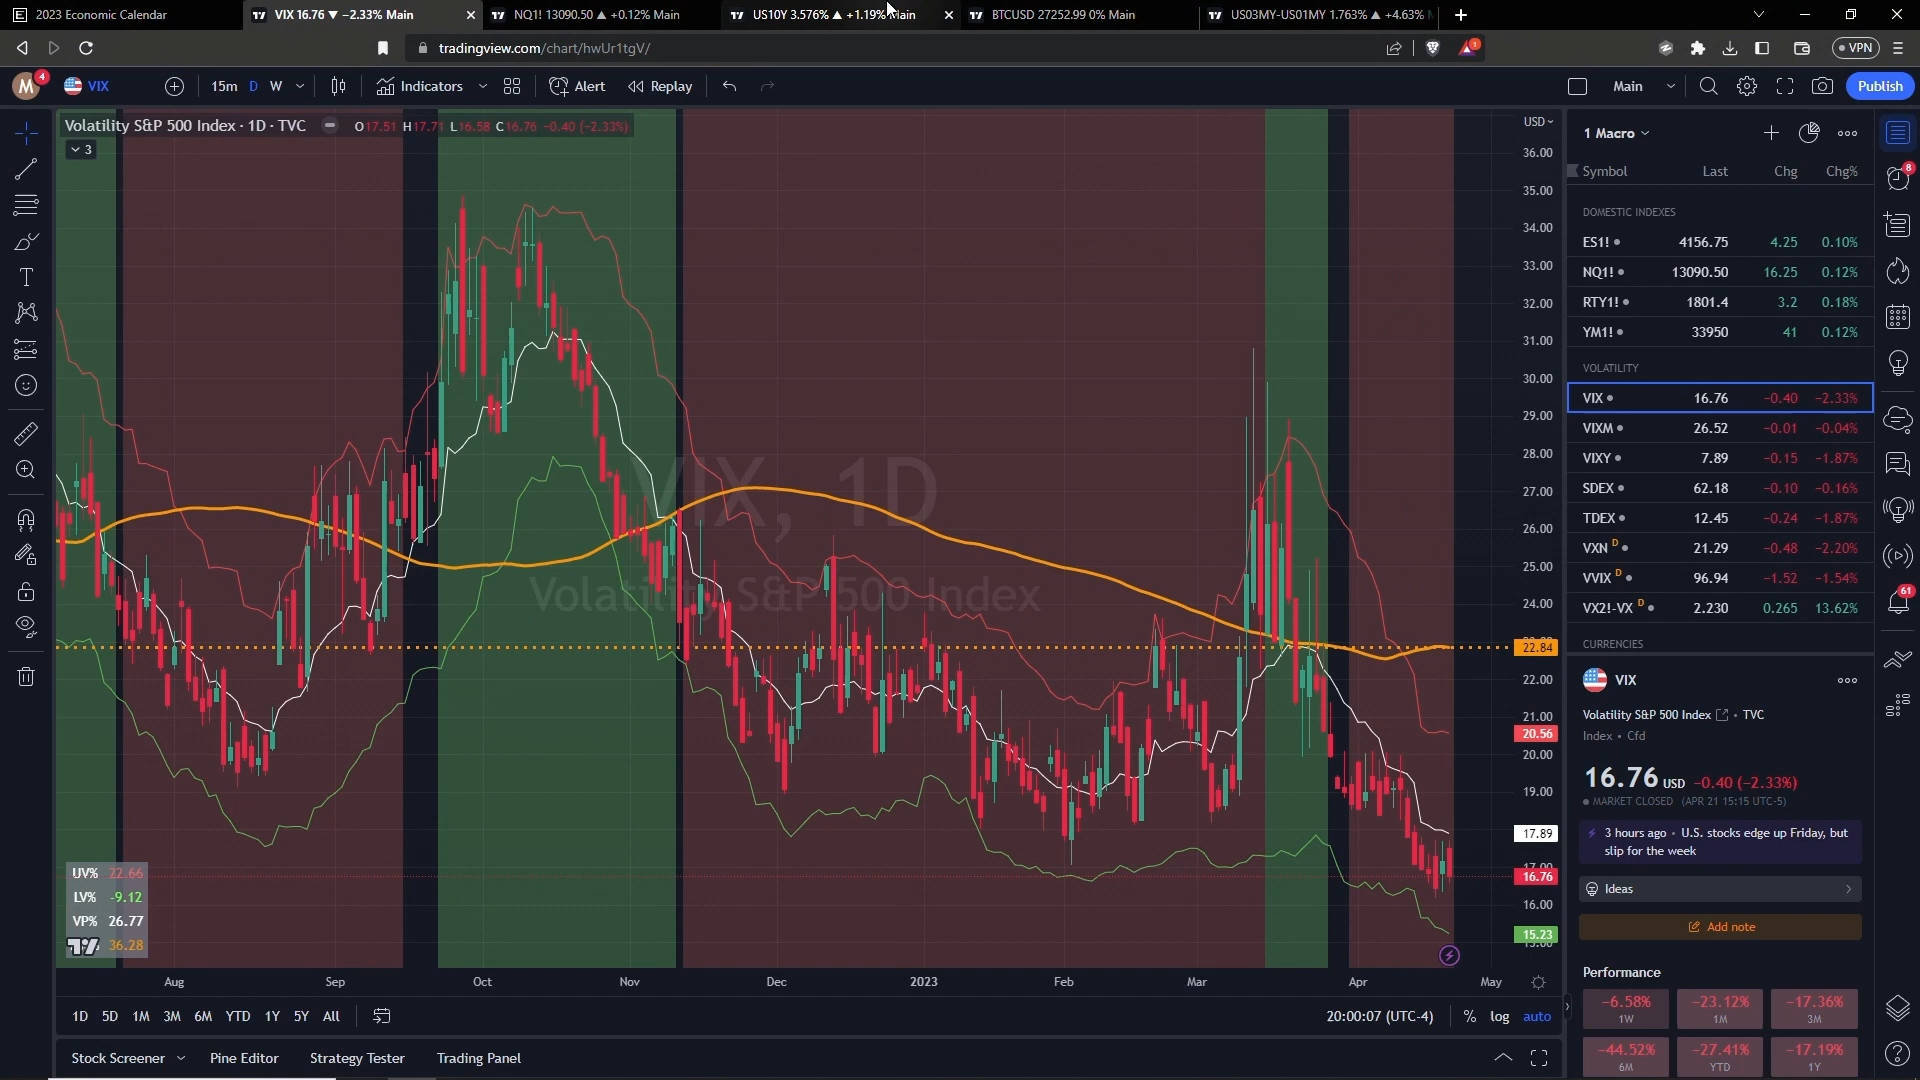 2023 Economic Calendar
VIX 16.76 ▼ −2.33% Main
NQ1! 13090.50 ▲ +0.12% Main
US10Y 3.576% ▲ +1.19% Main
BTCUSD 27252.99 0% Main
US03MY-US01MY 1.763% ▲ +4.63%
tradingview.com/chart/hwUr1tgV/
1
VPN
M
4
VIX
15m
D
W
Indicators
Alert
Replay
Main
Publish
Volatility S&P 500 Index · 1D · TVC
O17.51 H17.71 L16.58 C16.76 −0.40 (−2.33%)
3
VIX, 1D
Volatility S&P 500 Index
USD
36.00
35.00
34.00
33.00
32.00
31.00
30.00
29.00
28.00
27.00
26.00
25.00
24.00
22.84
22.00
21.00
20.56
20.00
19.00
17.89
17.00
16.76
16.00
15.23
15.00
UV% 22.66
LV% -9.12
VP% 26.77
36.28
Aug
Sep
Oct
Nov
Dec
2023
Feb
Mar
Apr
May
1D
5D
1M
3M
6M
YTD
1Y
5Y
All
20:00:07 (UTC-4)
%
log
auto
Stock Screener
Pine Editor
Strategy Tester
Trading Panel
1 Macro
Symbol Last Chg Chg%
DOMESTIC INDEXES
ES1! 4156.75 4.25 0.10%
NQ1! 13090.50 16.25 0.12%
RTY1! 1801.4 3.2 0.18%
YM1! 33950 41 0.12%
VOLATILITY
VIX 16.76 −0.40 −2.33%
VIXM 26.52 −0.01 −0.04%
VIXY 7.89 −0.15 −1.87%
SDEX 62.18 −0.10 −0.16%
TDEX 12.45 −0.24 −1.87%
VXN D 21.29 −0.48 −2.20%
VVIX D 96.94 −1.52 −1.54%
VX2!-VX D 2.230 0.265 13.62%
CURRENCIES
VIX
Volatility S&P 500 Index • TVC
Index • Cfd
16.76 USD −0.40 (−2.33%)
MARKET CLOSED (APR 21 15:15 UTC-5)
3 hours ago • U.S. stocks edge up Friday, but
slip for the week
Ideas
Add note
Performance
−6.58%
1W
−23.12%
1M
−17.36%
3M
−44.52%
6M
−27.41%
YTD
−17.19%
1Y
8
61